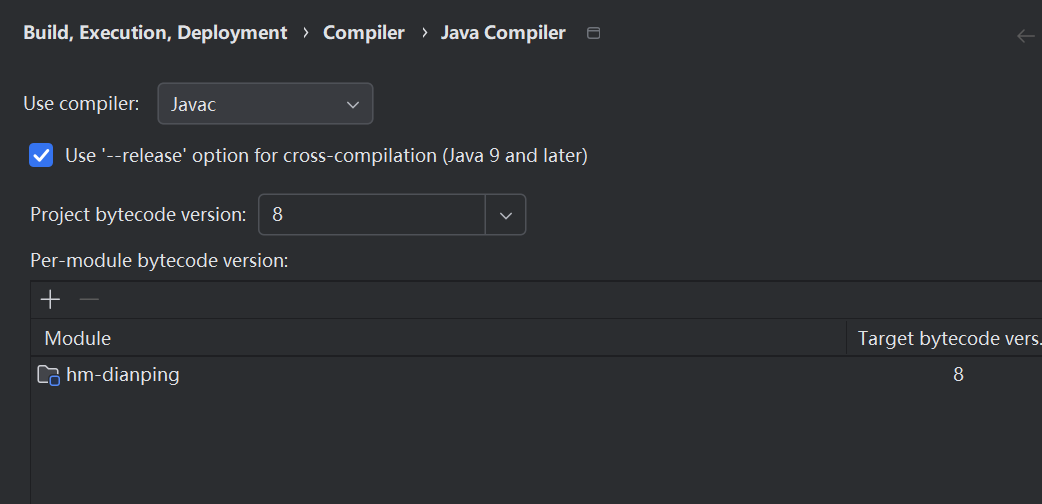 Build, Execution, Deployment › Compiler › Java Compiler
Use compiler: Javac
Use '--release' option for cross-compilation (Java 9 and later)
Project bytecode version: 8
Per-module bytecode version:
Module Target bytecode vers.
hm-dianping 8